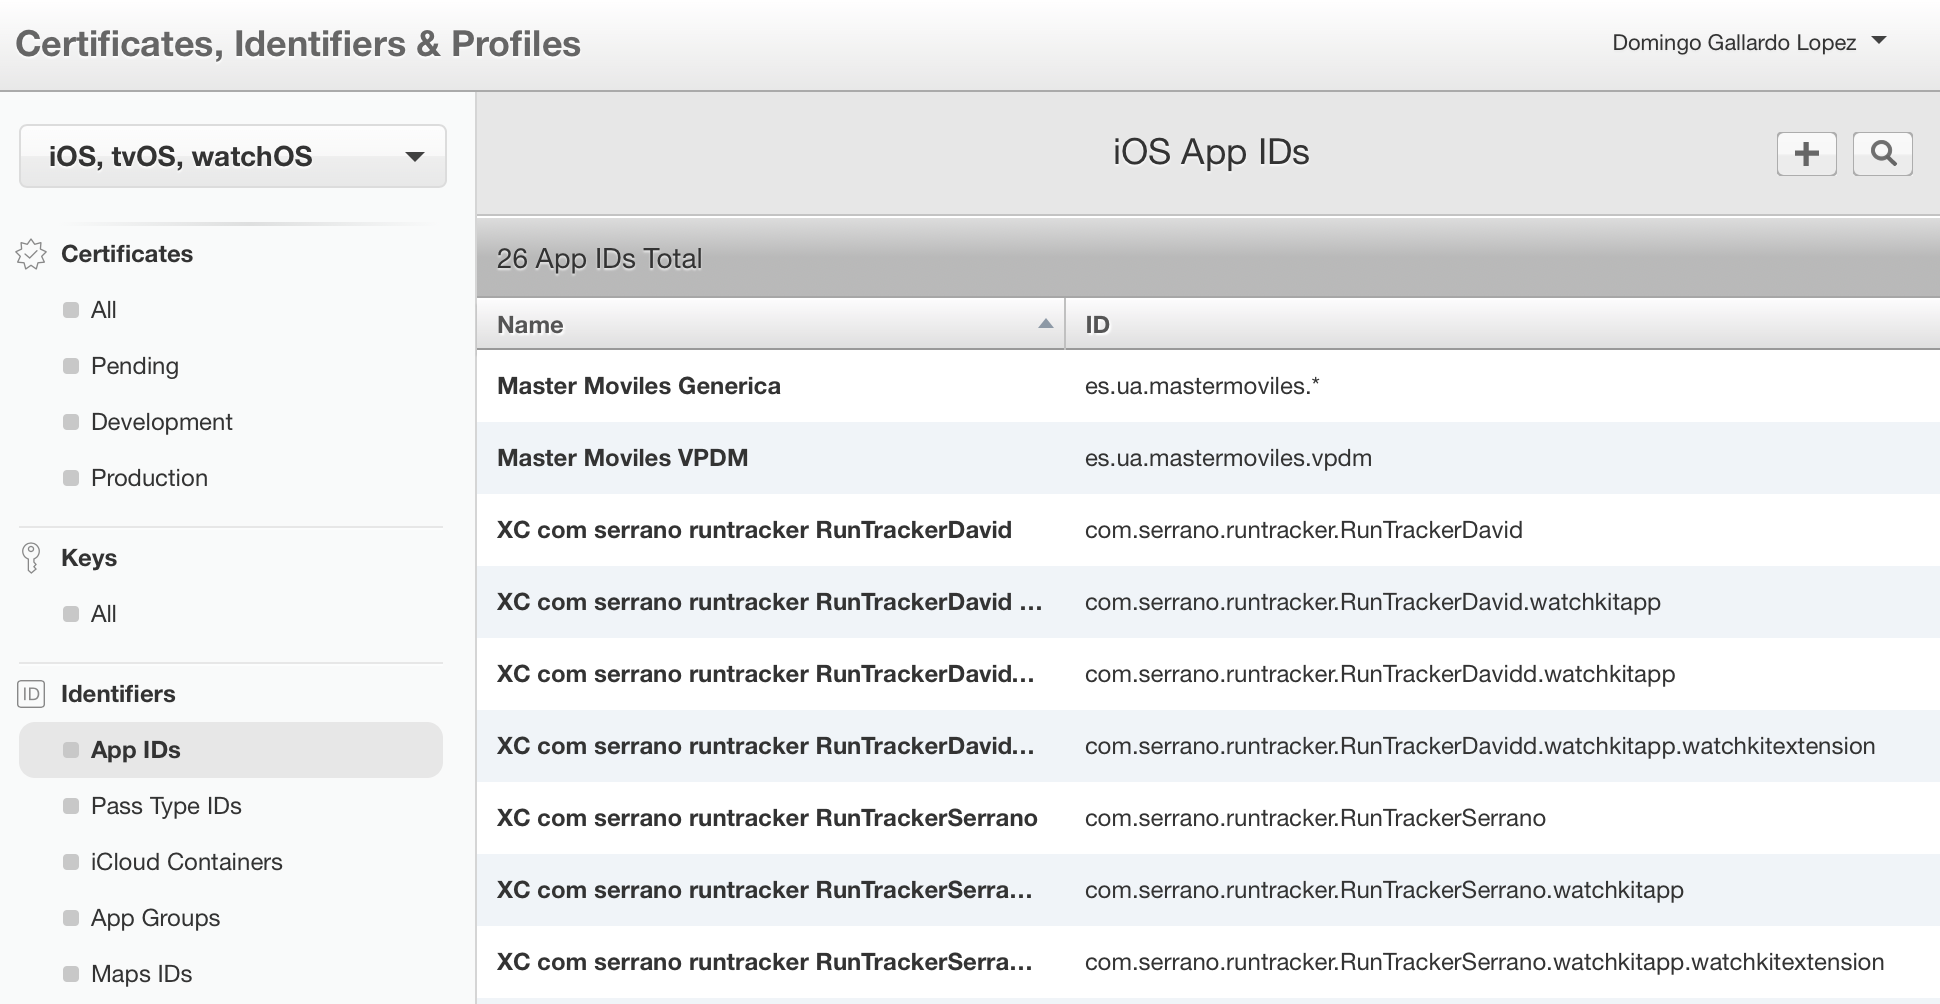 Certificates, Identifiers & Profiles
Domingo Gallardo Lopez
iOS, tvOS, watchOS
Certificates
All
Pending
Development
Production
Keys
All
ID
Identifiers
App IDs
Pass Type IDs
iCloud Containers
App Groups
Maps IDs
iOS App IDs
26 App IDs Total
Name ID
Master Moviles Generica es.ua.mastermoviles.*
Master Moviles VPDM es.ua.mastermoviles.vpdm
XC com serrano runtracker RunTrackerDavid com.serrano.runtracker.RunTrackerDavid
XC com serrano runtracker RunTrackerDavid ... com.serrano.runtracker.RunTrackerDavid.watchkitapp
XC com serrano runtracker RunTrackerDavid... com.serrano.runtracker.RunTrackerDavidd.watchkitapp
XC com serrano runtracker RunTrackerDavid... com.serrano.runtracker.RunTrackerDavidd.watchkitapp.watchkitextension
XC com serrano runtracker RunTrackerSerrano com.serrano.runtracker.RunTrackerSerrano
XC com serrano runtracker RunTrackerSerra... com.serrano.runtracker.RunTrackerSerrano.watchkitapp
XC com serrano runtracker RunTrackerSerra... com.serrano.runtracker.RunTrackerSerrano.watchkitapp.watchkitextension